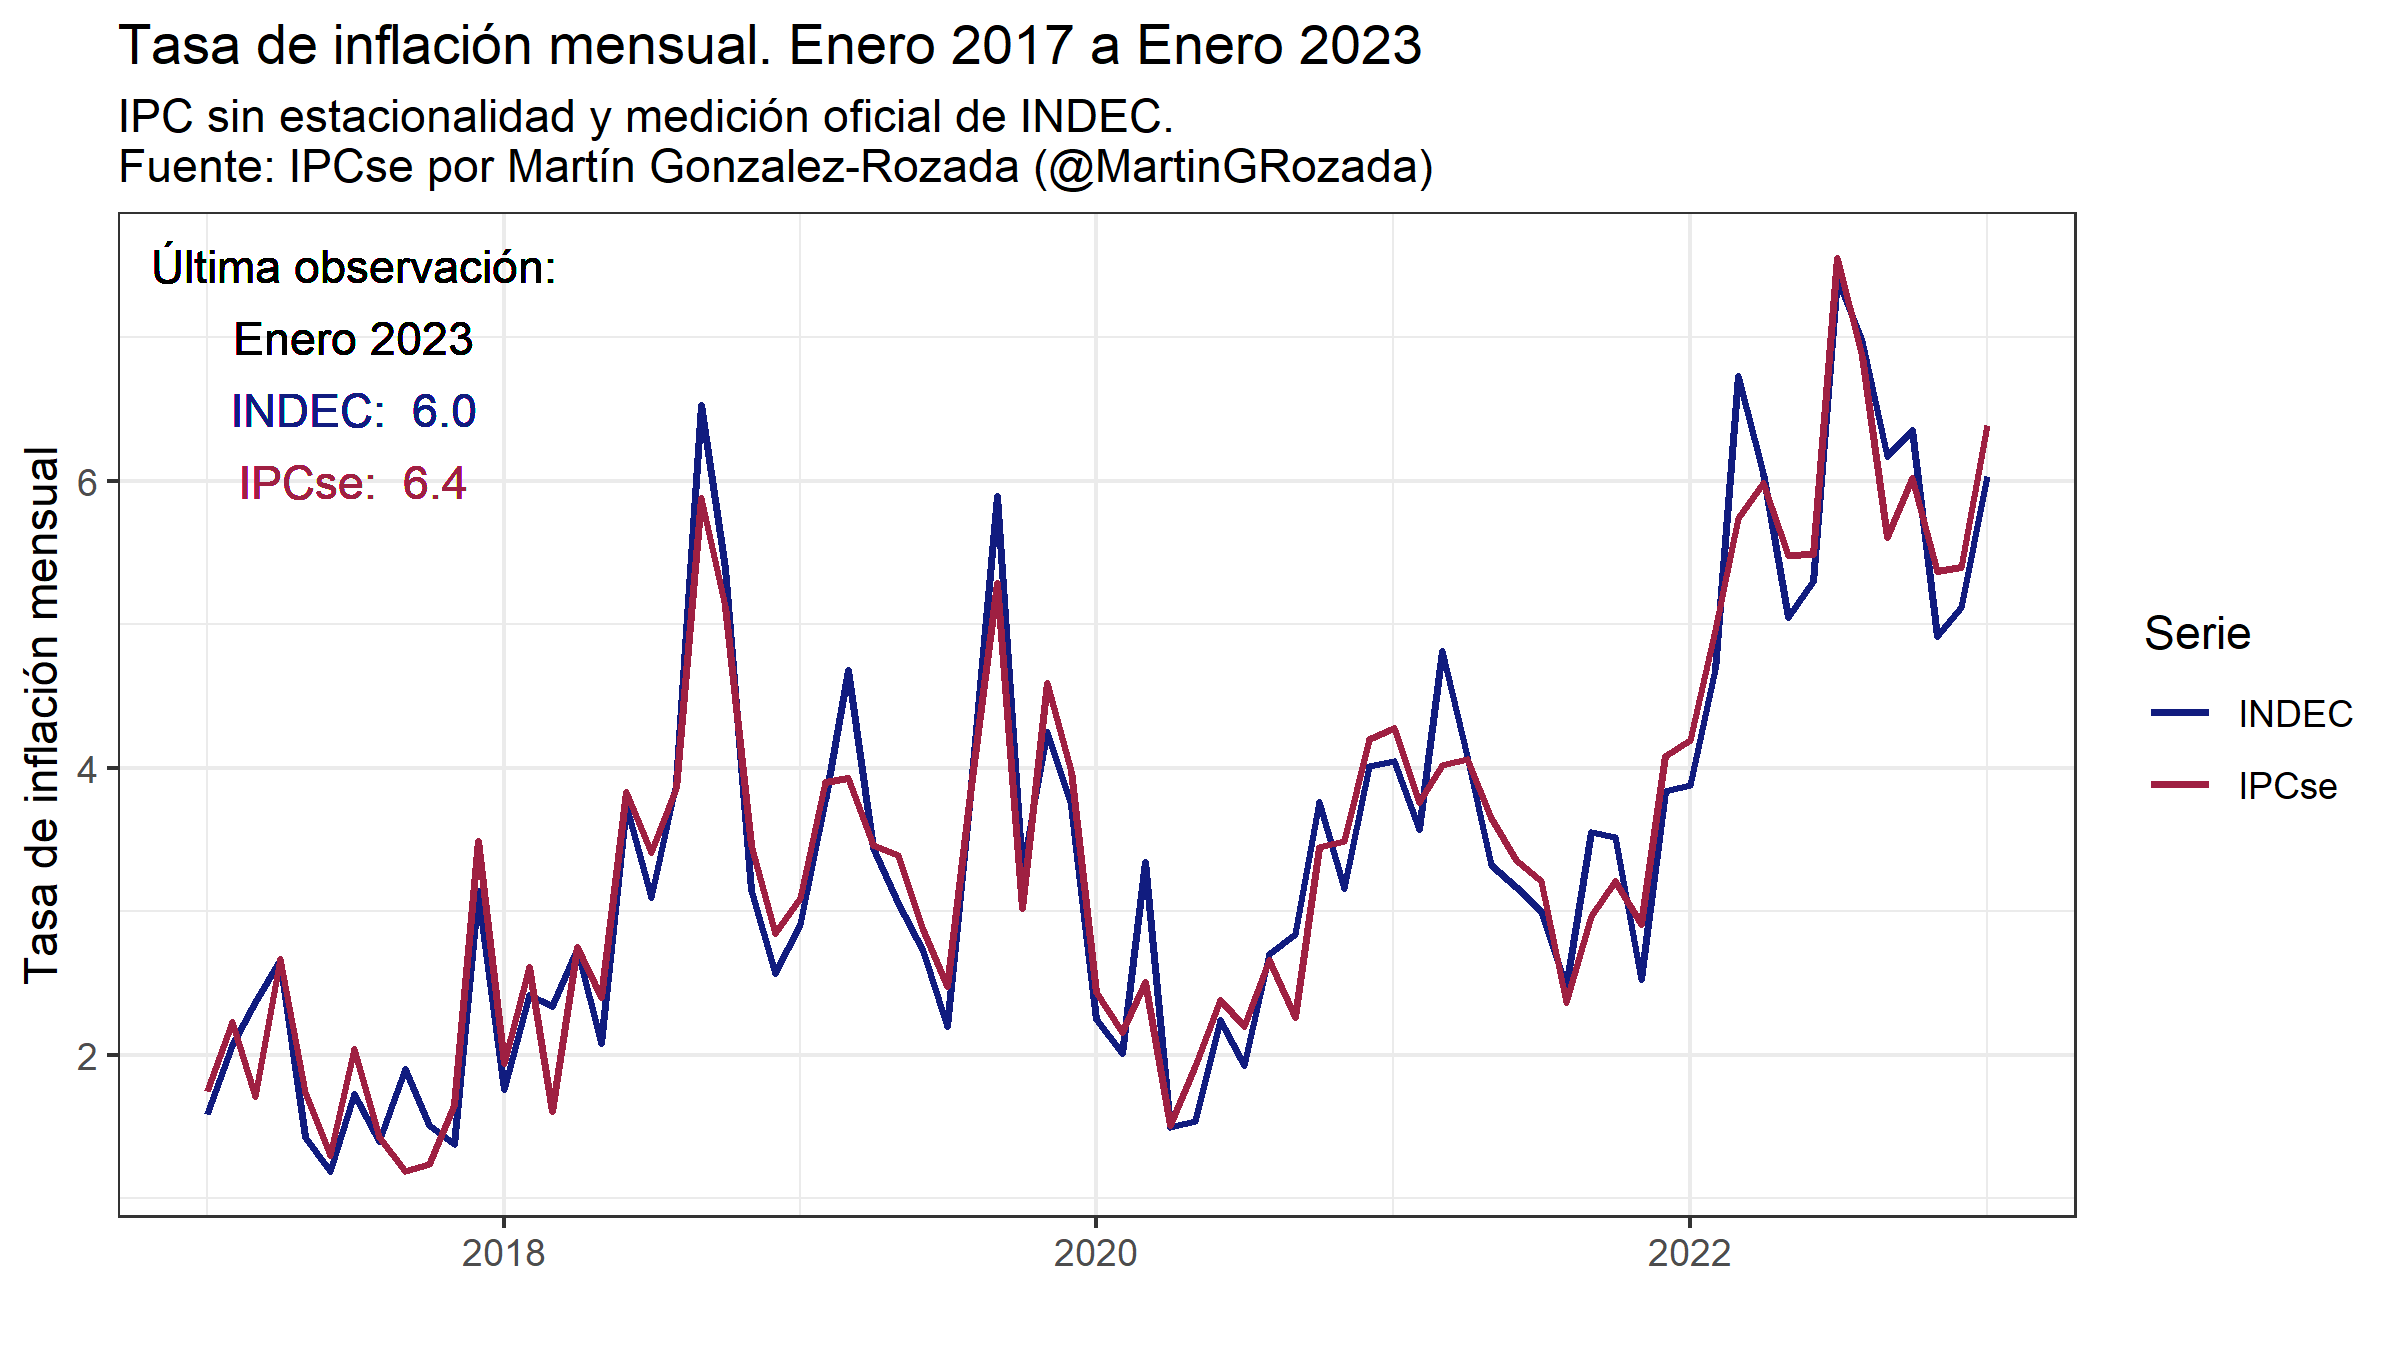 Tasa de inflación mensual. Enero 2017 a Enero 2023
IPC sin estacionalidad y medición oficial de INDEC.
Fuente: IPCse por Martín Gonzalez-Rozada (@MartinGRozada)
Última observación:
Enero 2023
INDEC:  6.0
IPCse:  6.4
Tasa de inflación mensual
6
4
2
2018
2020
2022
Serie
INDEC
IPCse